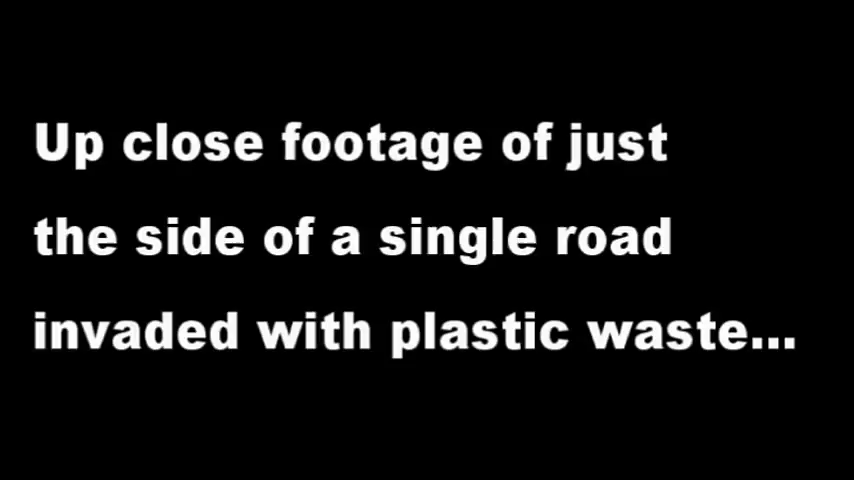 Up close footage of just
the side of a single road
invaded with plastic waste...